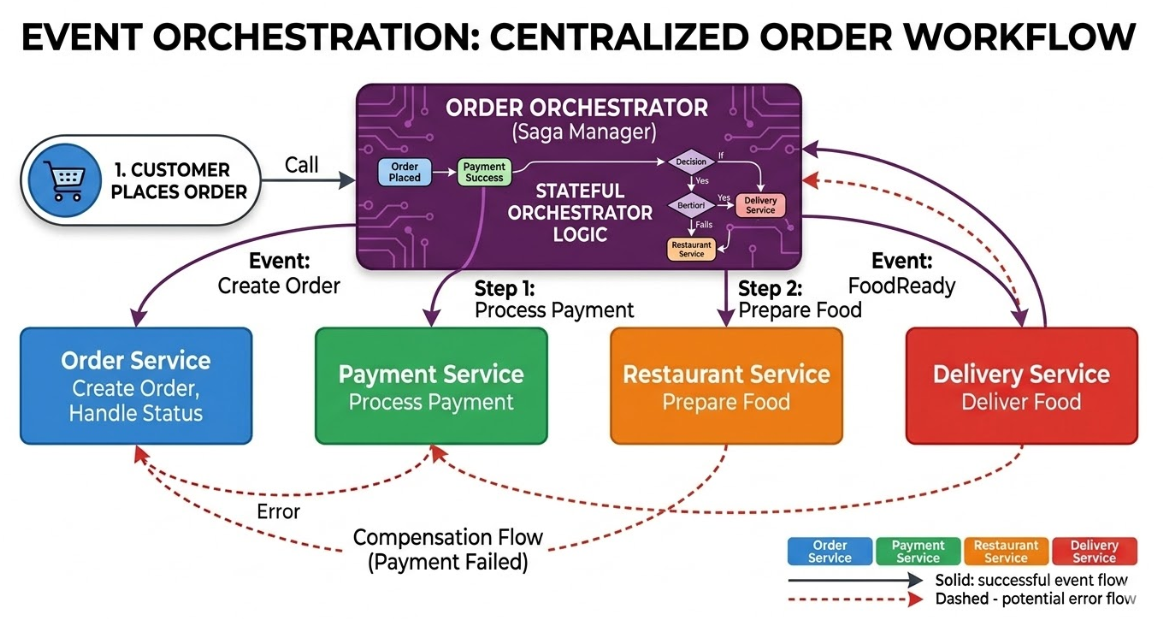 EVENT ORCHESTRATION: CENTRALIZED ORDER WORKFLOW
ORDER ORCHESTRATOR
(Saga Manager)
1. CUSTOMER
PLACES ORDER
Call
Order
Placed
Payment
Success
Decision
If
Yes
Bertior!
Yes
Delivery
Service
Fails
Restaurant
Service
STATEFUL
ORCHESTRATOR
LOGIC
Event:
Create Order
Step 1:
Process Payment
Step 2:
Prepare Food
Event:
FoodReady
Order Service
Create Order,
Handle Status
Payment Service
Process Payment
Restaurant Service
Prepare Food
Delivery Service
Deliver Food
Error
Compensation Flow
(Payment Failed)
Order
Service
Payment
Service
Restaurant
Service
Delivery
Service
Solid: successful event flow
Dashed - potential error flow